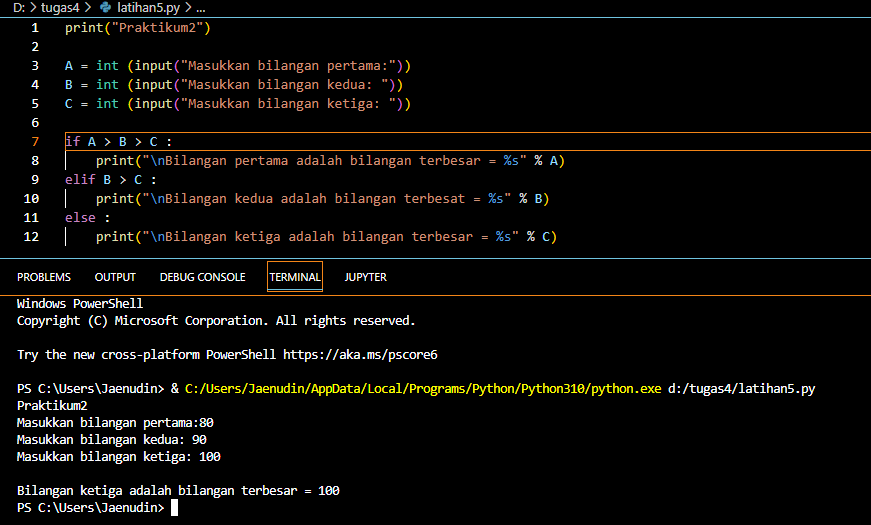 D: > tugas4 > latihan5.py > ...
1 print("Praktikum2")
2
3 A = int (input("Masukkan bilangan pertama:"))
4 B = int (input("Masukkan bilangan kedua: "))
5 C = int (input("Masukkan bilangan ketiga: "))
6
7 if A > B > C :
8     print("\nBilangan pertama adalah bilangan terbesar = %s" % A)
9 elif B > C :
10     print("\nBilangan kedua adalah bilangan terbesat = %s" % B)
11 else :
12     print("\nBilangan ketiga adalah bilangan terbesar = %s" % C)
PROBLEMS OUTPUT DEBUG CONSOLE TERMINAL JUPYTER
Windows PowerShell
Copyright (C) Microsoft Corporation. All rights reserved.
Try the new cross-platform PowerShell https://aka.ms/pscore6
PS C:\Users\Jaenudin> & C:/Users/Jaenudin/AppData/Local/Programs/Python/Python310/python.exe d:/tugas4/latihan5.py
Praktikum2
Masukkan bilangan pertama:80
Masukkan bilangan kedua: 90
Masukkan bilangan ketiga: 100
Bilangan ketiga adalah bilangan terbesar = 100
PS C:\Users\Jaenudin>